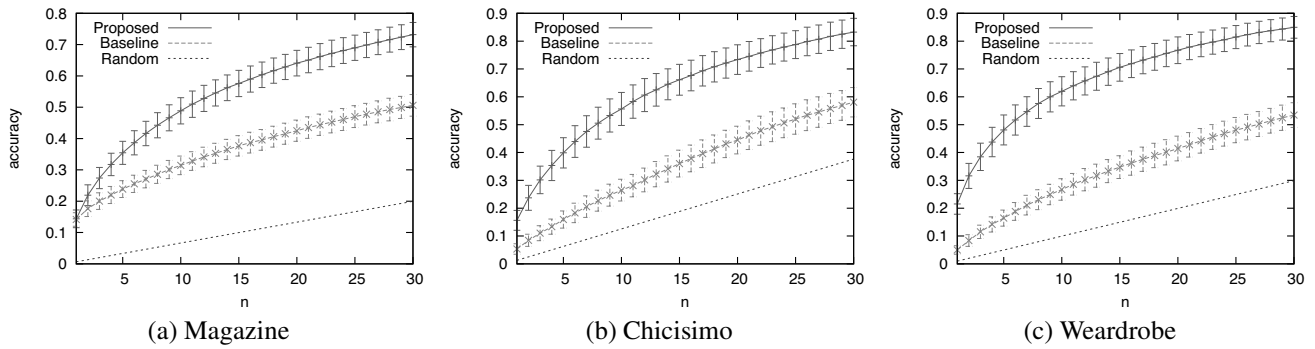 Proposed
Baseline
Random
accuracy
0.8
0.7
0.6
0.5
0.4
0.3
0.2
0.1
0
5 10 15 20 25 30
n
(a) Magazine
Proposed
Baseline
Random
accuracy
0.9
0.8
0.7
0.6
0.5
0.4
0.3
0.2
0.1
0
5 10 15 20 25 30
n
(b) Chicisimo
Proposed
Baseline
Random
accuracy
0.9
0.8
0.7
0.6
0.5
0.4
0.3
0.2
0.1
0
5 10 15 20 25 30
n
(c) Weardrobe